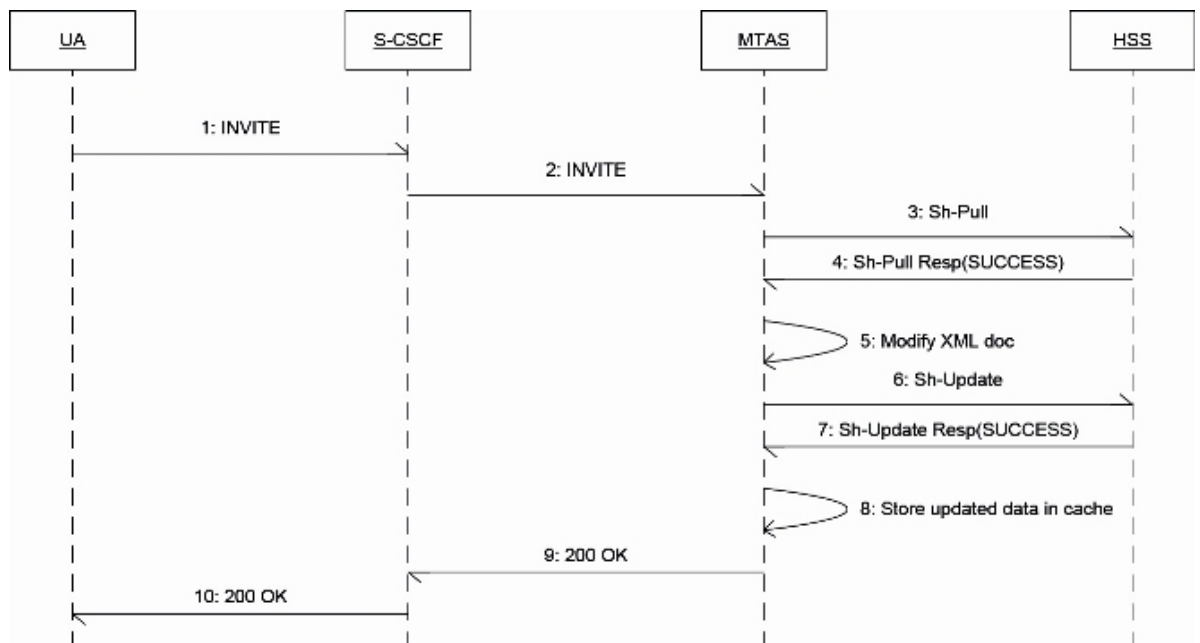 UA
S-CSCF
MTAS
HSS
1: INVITE
2: INVITE
3: Sh-Pull
4: Sh-Pull Resp(SUCCESS)
5: Modify XML doc
6: Sh-Update
7: Sh-Update Resp(SUCCESS)
8: Store updated data in cache
9: 200 OK
10: 200 OK